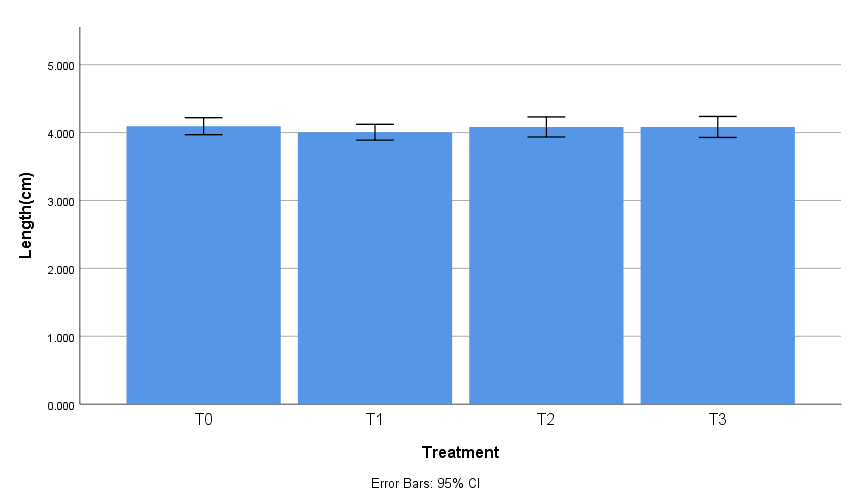 5.000
4.000
3.000
2.000
1.000
0.000
Length(cm)
T0 T1 T2 T3
Treatment
Error Bars: 95% CI